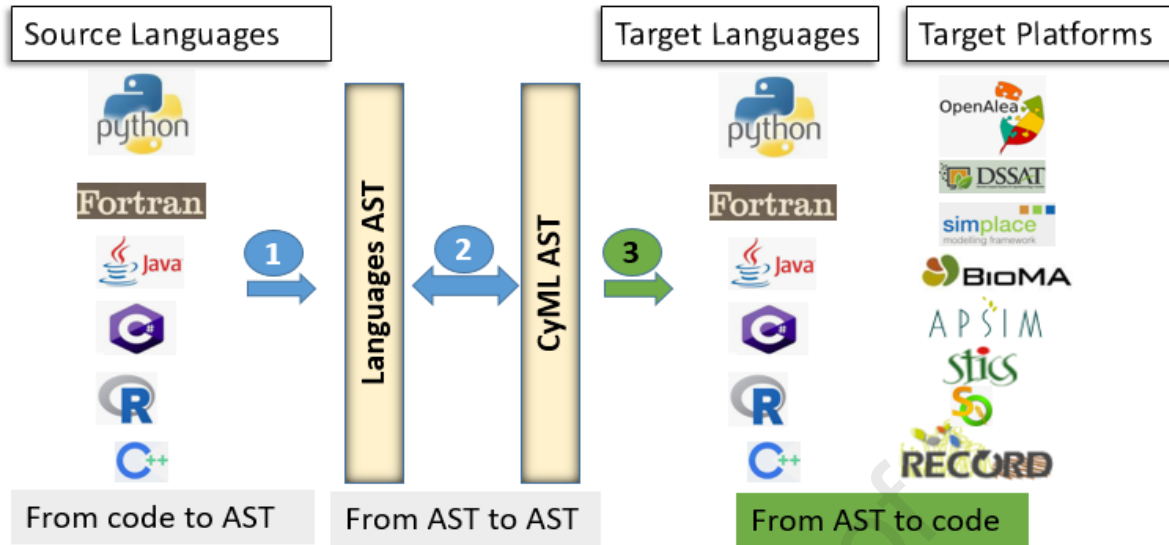 Source Languages
Target Languages
Target Platforms
python
Fortran
Java
C#
R
C++
1
Languages AST
2
CyML AST
3
python
Fortran
Java
C#
R
C++
OpenAlea
DSSAT
simplace
modelling framework
BIOMA
APSIM
STICS
SQ
RECORD
From code to AST
From AST to AST
From AST to code
of